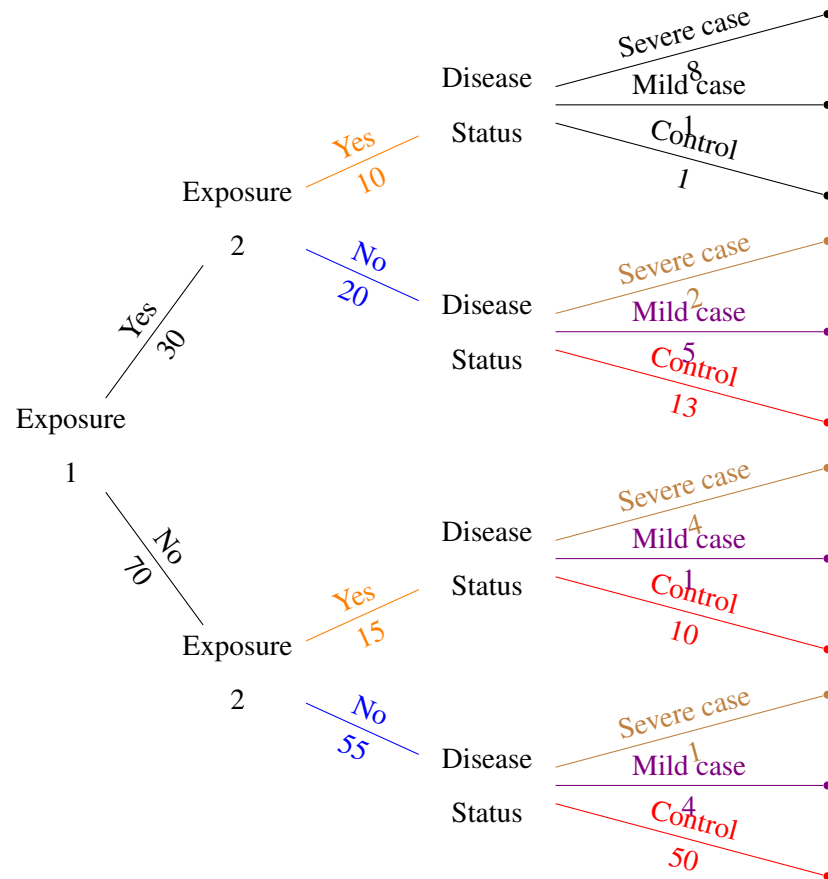 Severe case
8
Mild case
1
Control
1
Disease
Status
Yes
10
Exposure
2
No
20
Severe case
2
Mild case
5
Control
13
Disease
Status
Yes
30
Exposure
1
No
70
Severe case
4
Mild case
1
Control
10
Disease
Status
Yes
15
Exposure
2
No
55
Severe case
1
Mild case
4
Control
50
Disease
Status